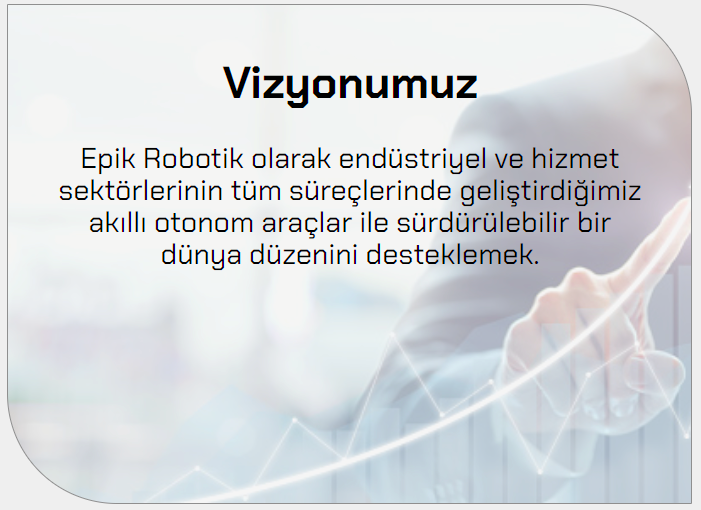 Vizyonumuz
Epik Robotik olarak endüstriyel ve hizmet
sektörlerinin tüm süreçlerinde geliştirdiğimiz
akıllı otonom araçlar ile sürdürülebilir bir
dünya düzenini desteklemek.